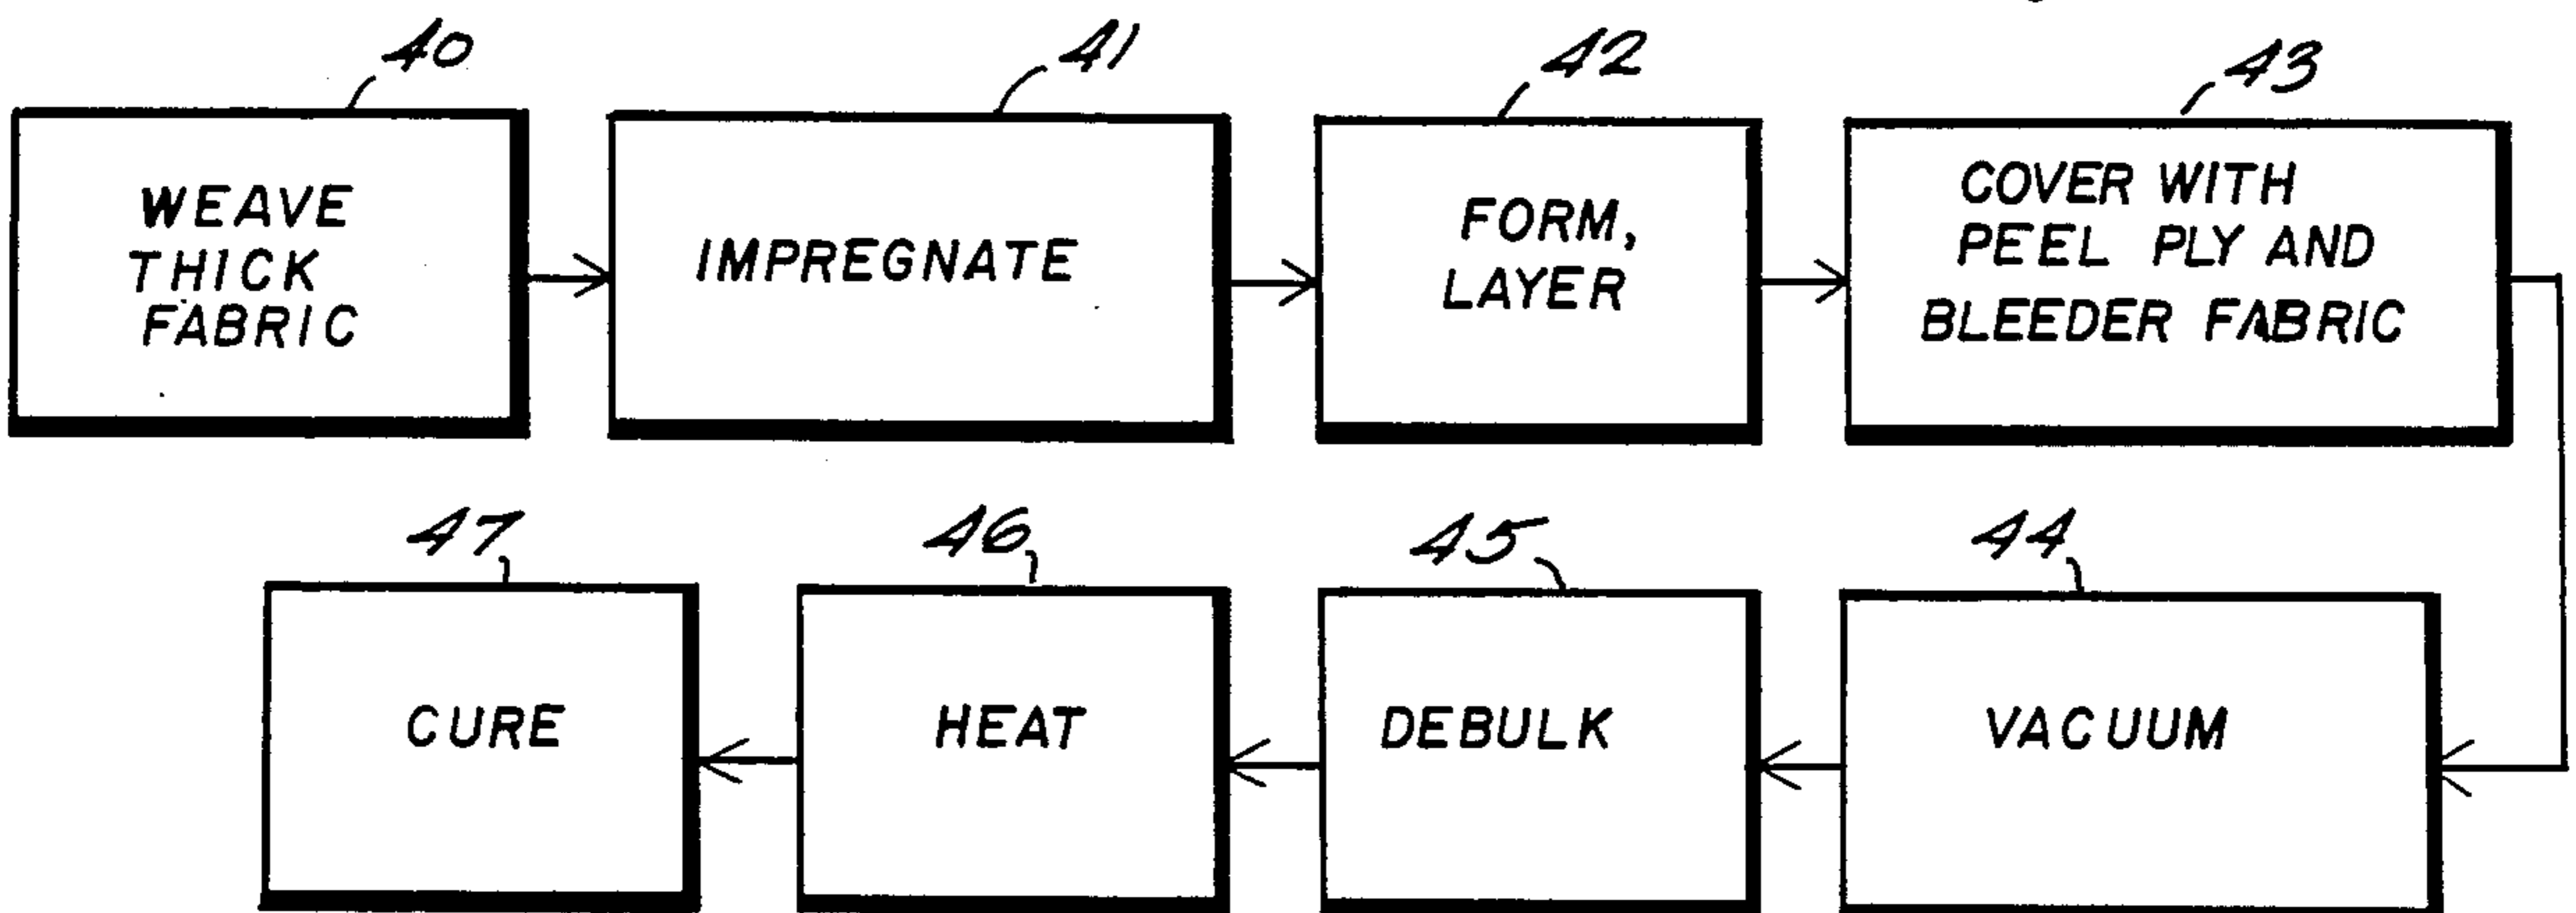 40
WEAVE
THICK
FABRIC
41
IMPREGNATE
42
FORM,
LAYER
43
COVER WITH
PEEL PLY AND
BLEEDER FABRIC
44
VACUUM
45
DEBULK
46
HEAT
47
CURE